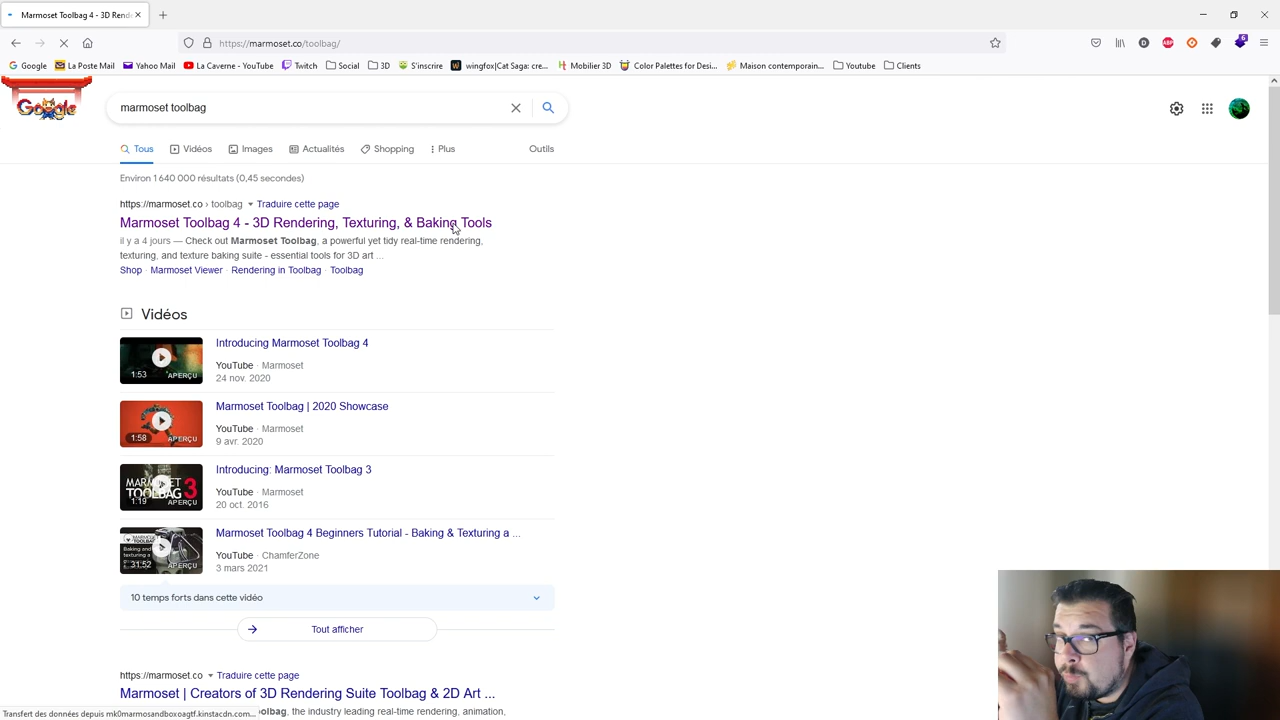 Marmoset Toolbag 4 - 3D Rend
https://marmoset.co/toolbag/
6
Google La Poste Mail Yahoo Mail La Caverne - YouTube Twitch Social 3D S'inscrire wingfox|Cat Saga: cre... Mobilier 3D Color Palettes for Desi... Maison contemporain... Youtube Clients
Google
marmoset toolbag
Tous Vidéos Images Actualités Shopping Plus Outils
Environ 1 640 000 résultats (0,45 secondes)
https://marmoset.co › toolbag Traduire cette page
Marmoset Toolbag 4 - 3D Rendering, Texturing, & Baking Tools
il y a 4 jours — Check out Marmoset Toolbag, a powerful yet tidy real-time rendering,
texturing, and texture baking suite - essential tools for 3D art ...
Shop · Marmoset Viewer · Rendering in Toolbag · Toolbag
Vidéos
Introducing Marmoset Toolbag 4
YouTube · Marmoset
24 nov. 2020
1:53 APERÇU
Marmoset Toolbag | 2020 Showcase
YouTube · Marmoset
9 avr. 2020
1:58 APERÇU
Introducing: Marmoset Toolbag 3
YouTube · Marmoset
20 oct. 2016
MARMOSET
TOOLBAG 3
1:19 APERÇU
Marmoset Toolbag 4 Beginners Tutorial - Baking & Texturing a ...
YouTube · ChamferZone
3 mars 2021
31:52 APERÇU
10 temps forts dans cette vidéo
Tout afficher
https://marmoset.co Traduire cette page
Marmoset | Creators of 3D Rendering Suite Toolbag & 2D Art ...
oolbag, the industry leading real-time rendering, animation,
Transfert des données depuis mk0marmosandboxoagtf.kinstacdn.com...